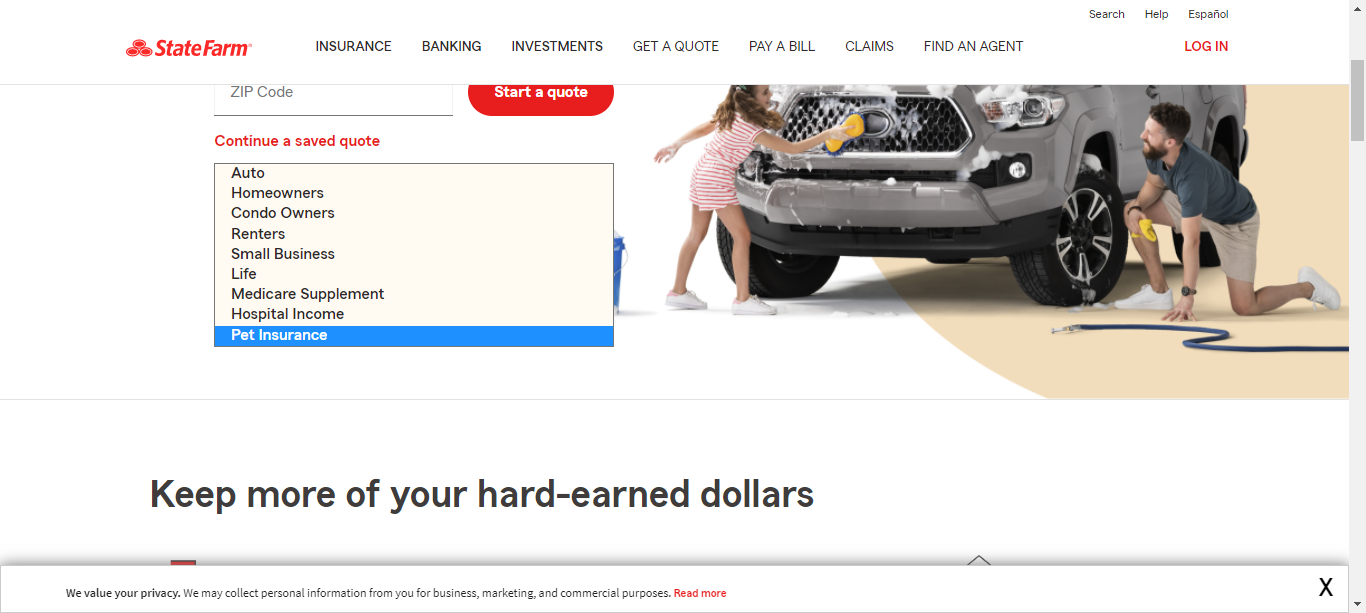 Search Help Español
State Farm®
INSURANCE BANKING INVESTMENTS GET A QUOTE PAY A BILL CLAIMS FIND AN AGENT LOG IN
ZIP Code
Start a quote
Continue a saved quote
Auto
Homeowners
Condo Owners
Renters
Small Business
Life
Medicare Supplement
Hospital Income
Pet Insurance
Keep more of your hard-earned dollars
We value your privacy. We may collect personal information from you for business, marketing, and commercial purposes. Read more
X